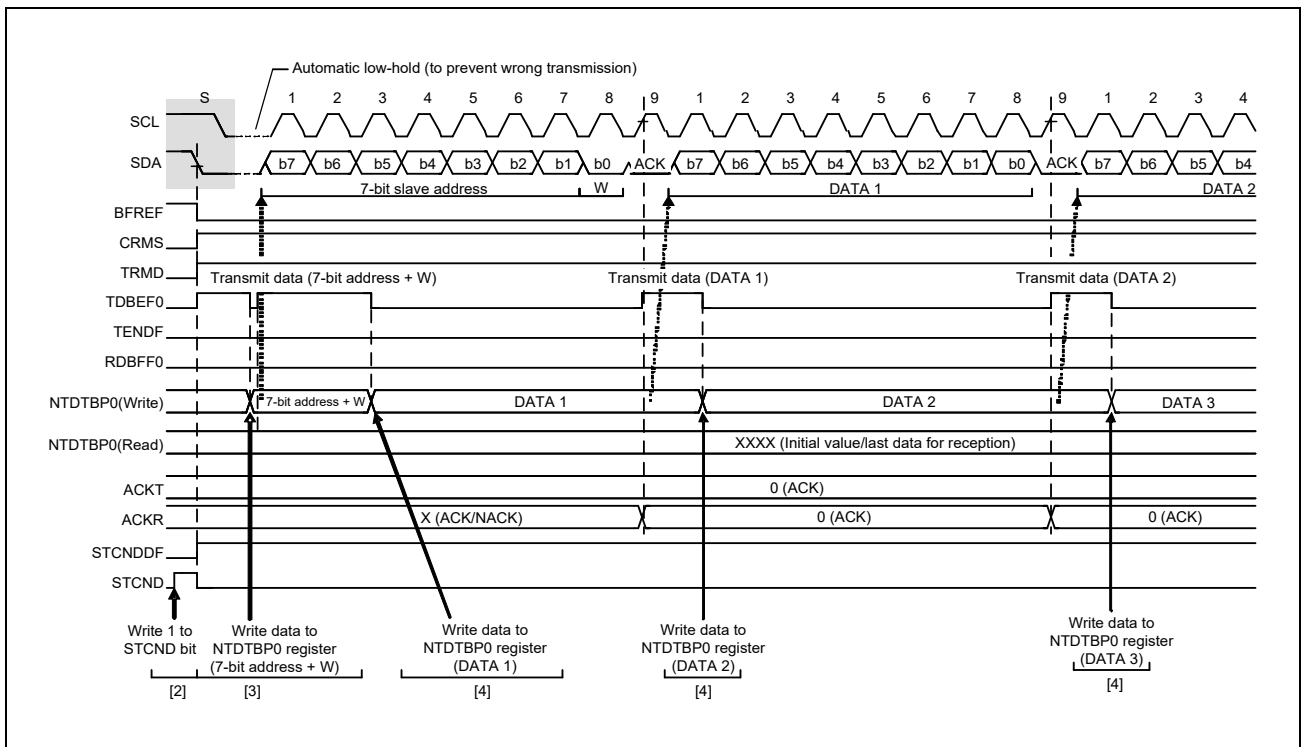 Automatic low-hold (to prevent wrong transmission)
S 1 2 3 4 5 6 7 8 9 1 2 3 4 5 6 7 8 9 1 2 3 4
SCL
SDA b7 b6 b5 b4 b3 b2 b1 b0 ACK b7 b6 b5 b4 b3 b2 b1 b0 ACK b7 b6 b5 b4
7-bit slave address W DATA 1 DATA 2
BFREF
CRMS
TRMD
Transmit data (7-bit address + W) Transmit data (DATA 1) Transmit data (DATA 2)
TDBEF0
TENDF
RDBFF0
NTDTBP0(Write) 7-bit address + W DATA 1 DATA 2 DATA 3
NTDTBP0(Read) XXXX (Initial value/last data for reception)
ACKT 0 (ACK)
ACKR X (ACK/NACK) 0 (ACK) 0 (ACK)
STCNDDF
STCND
Write 1 to
STCND bit
[2]
Write data to
NTDTBP0 register
(7-bit address + W)
[3]
Write data to
NTDTBP0 register
(DATA 1)
[4]
Write data to
NTDTBP0 register
(DATA 2)
[4]
Write data to
NTDTBP0 register
(DATA 3)
[4]